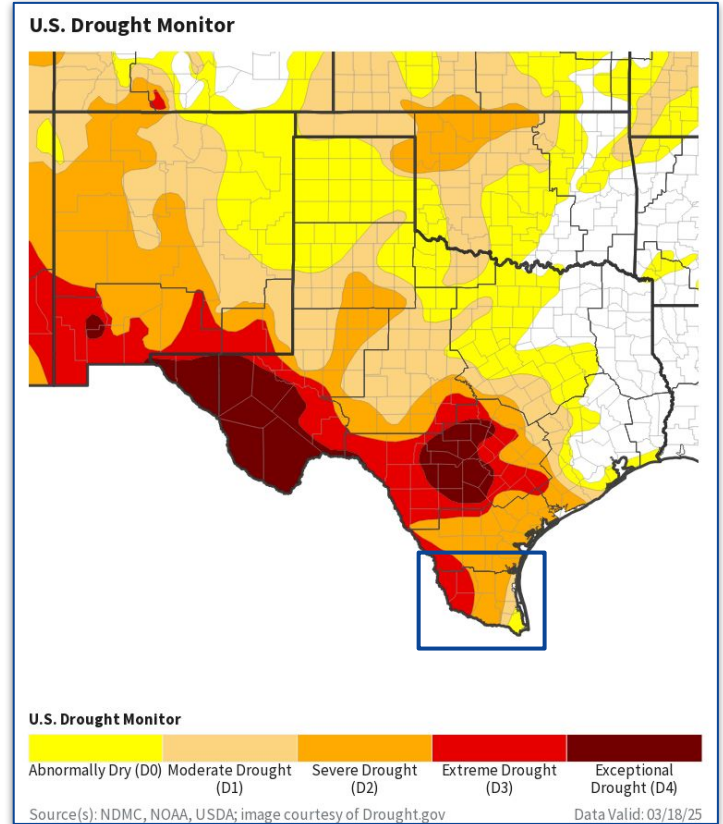 U.S. Drought Monitor
U.S. Drought Monitor
Abnormally Dry (D0)
Moderate Drought
(D1)
Severe Drought
(D2)
Extreme Drought
(D3)
Exceptional
Drought (D4)
Source(s): NDMC, NOAA, USDA; image courtesy of Drought.gov
Data Valid: 03/18/25